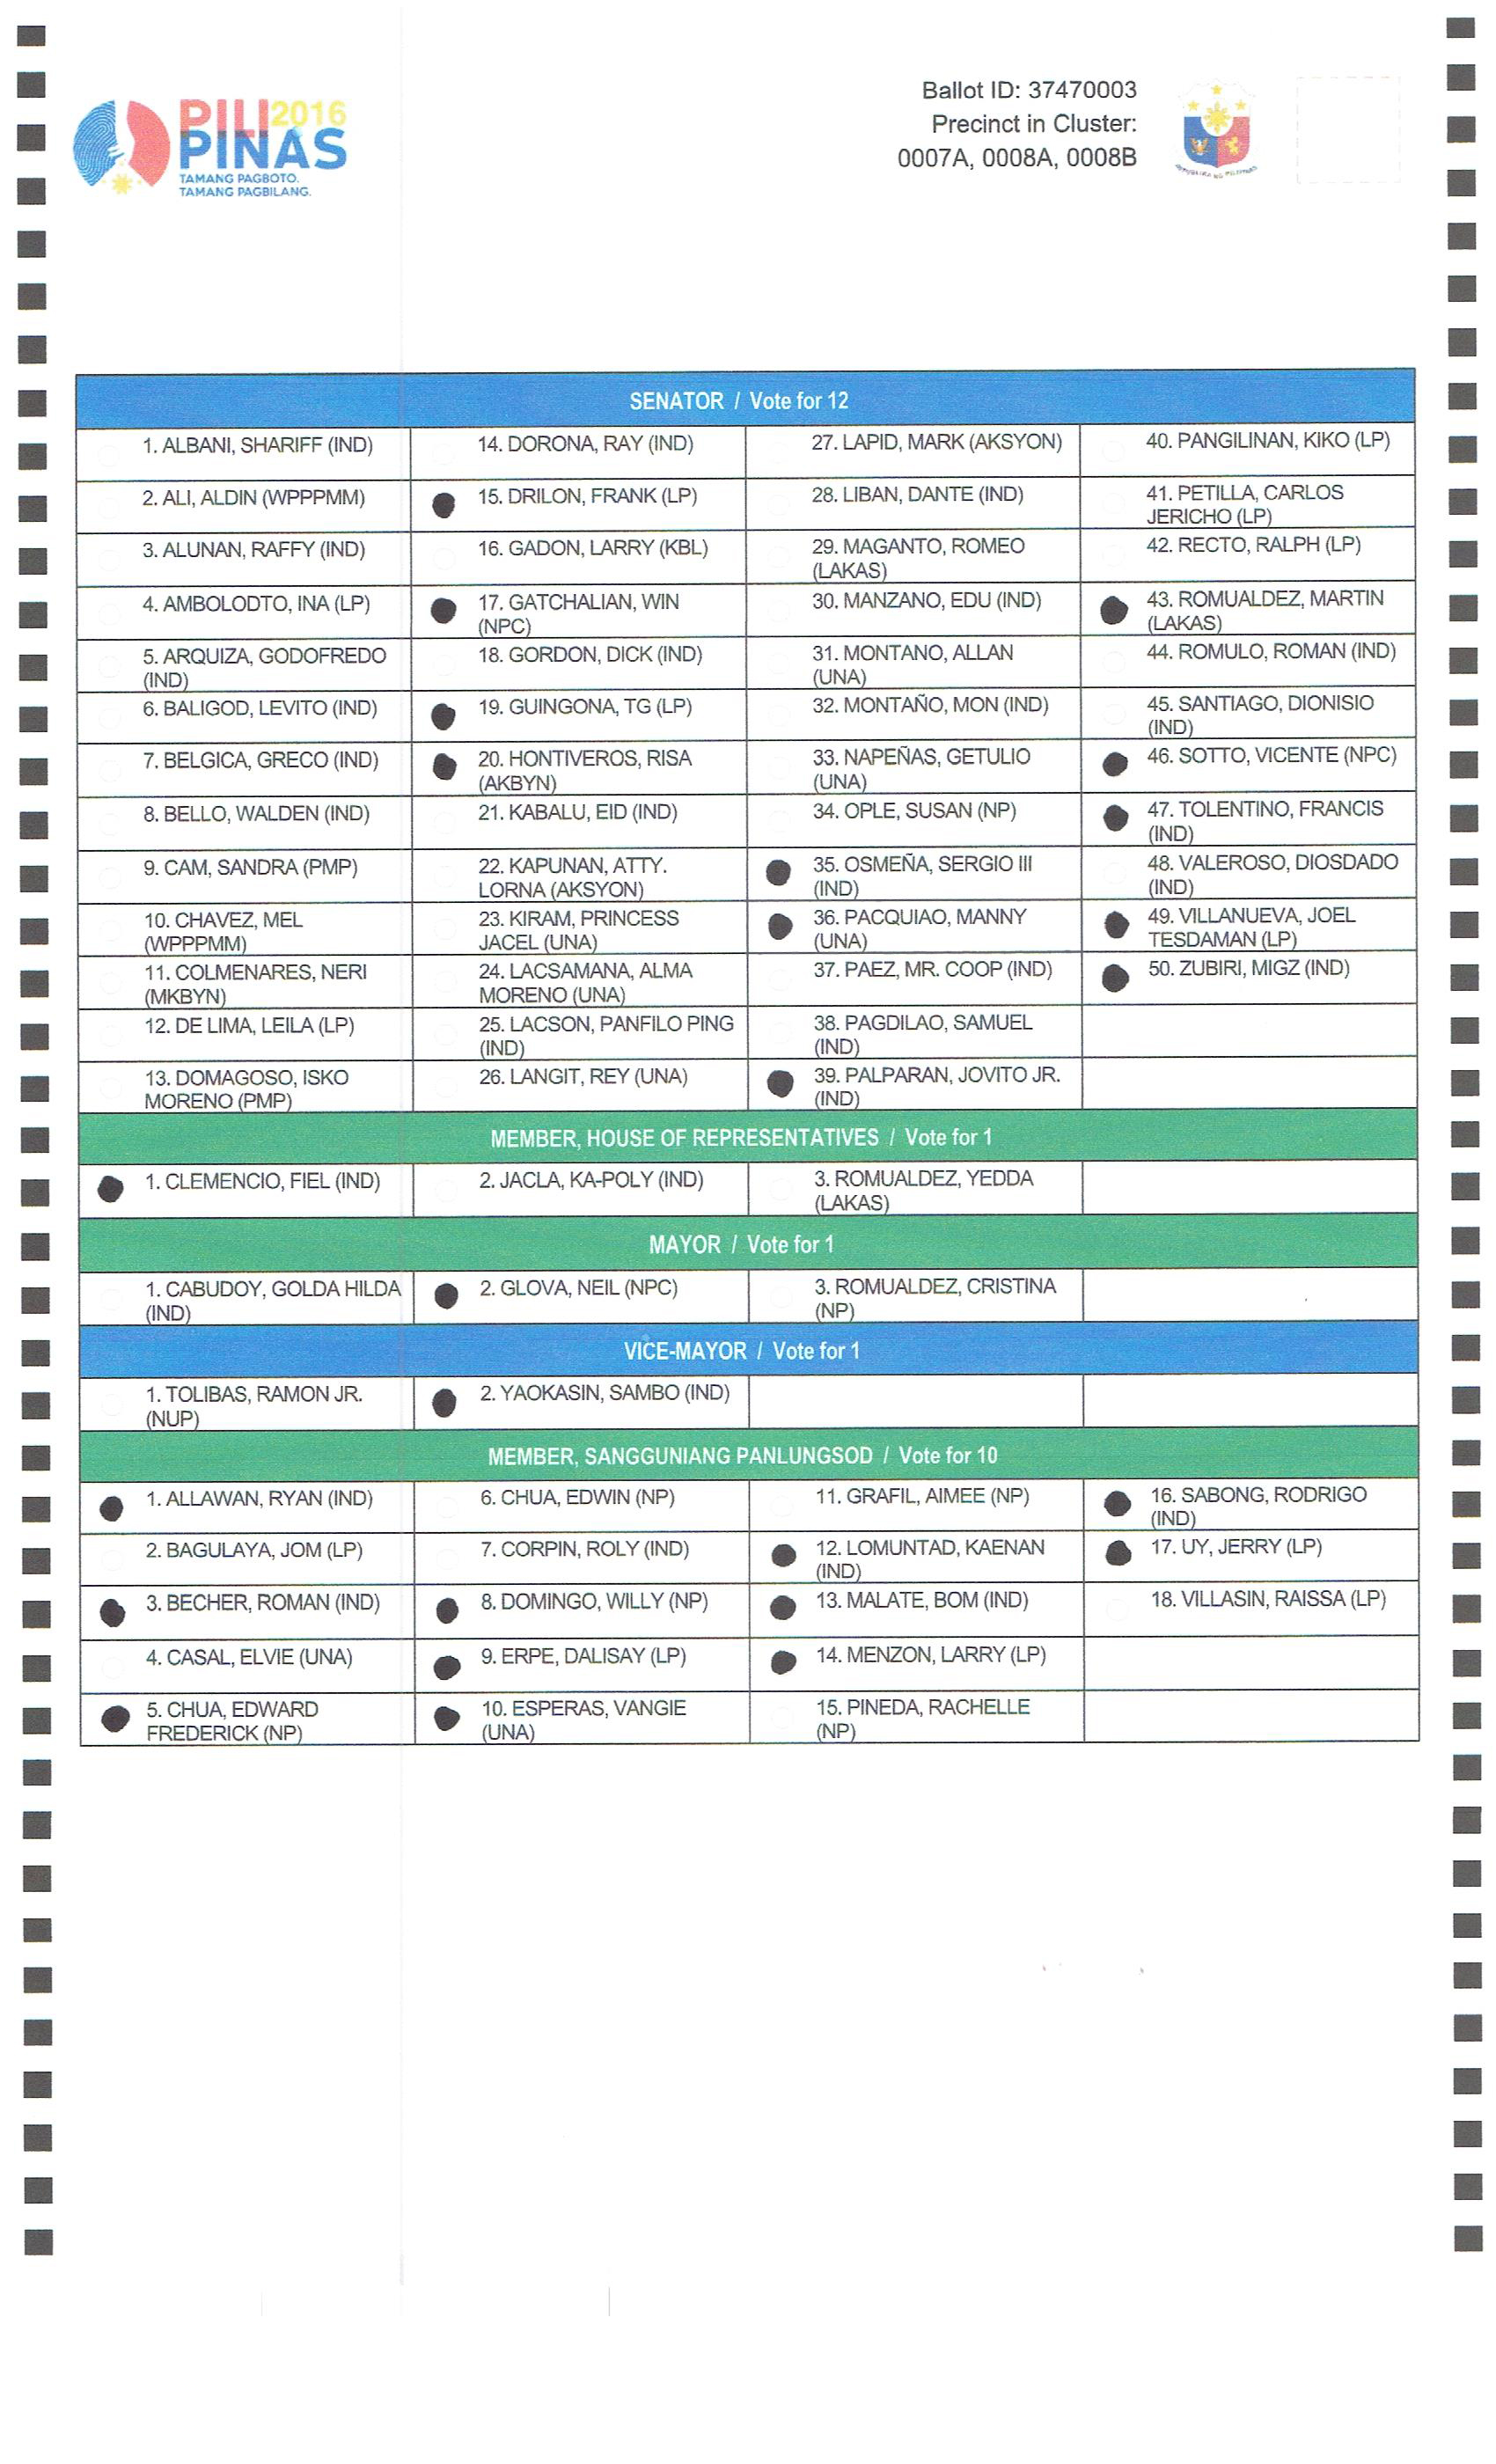 PILI 2016
PINAS
TAMANG PAGBOTO.
TAMANG PAGBILANG.
Ballot ID: 37470003
Precinct in Cluster:
0007A, 0008A, 0008B
REPUBLIKA NG PILIPINAS
SENATOR / Vote for 12
1. ALBANI, SHARIFF (IND)
2. ALI, ALDIN (WPPPMM)
3. ALUNAN, RAFFY (IND)
4. AMBOLODTO, INA (LP)
5. ARQUIZA, GODOFREDO
(IND)
6. BALIGOD, LEVITO (IND)
7. BELGICA, GRECO (IND)
8. BELLO, WALDEN (IND)
9. CAM, SANDRA (PMP)
10. CHAVEZ, MEL
(WPPPMM)
11. COLMENARES, NERI
(MKBYN)
12. DE LIMA, LEILA (LP)
13. DOMAGOSO, ISKO
MORENO (PMP)
14. DORONA, RAY (IND)
15. DRILON, FRANK (LP)
16. GADON, LARRY (KBL)
17. GATCHALIAN, WIN
(NPC)
18. GORDON, DICK (IND)
19. GUINGONA, TG (LP)
20. HONTIVEROS, RISA
(AKBYN)
21. KABALU, EID (IND)
22. KAPUNAN, ATTY.
LORNA (AKSYON)
23. KIRAM, PRINCESS
JACEL (UNA)
24. LACSAMANA, ALMA
MORENO (UNA)
25. LACSON, PANFILO PING
(IND)
26. LANGIT, REY (UNA)
27. LAPID, MARK (AKSYON)
28. LIBAN, DANTE (IND)
29. MAGANTO, ROMEO
(LAKAS)
30. MANZANO, EDU (IND)
31. MONTANO, ALLAN
(UNA)
32. MONTAÑO, MON (IND)
33. NAPEÑAS, GETULIO
(UNA)
34. OPLE, SUSAN (NP)
35. OSMEÑA, SERGIO III
(IND)
36. PACQUIAO, MANNY
(UNA)
37. PAEZ, MR. COOP (IND)
38. PAGDILAO, SAMUEL
(IND)
39. PALPARAN, JOVITO JR.
(IND)
40. PANGILINAN, KIKO (LP)
41. PETILLA, CARLOS
JERICHO (LP)
42. RECTO, RALPH (LP)
43. ROMUALDEZ, MARTIN
(LAKAS)
44. ROMULO, ROMAN (IND)
45. SANTIAGO, DIONISIO
(IND)
46. SOTTO, VICENTE (NPC)
47. TOLENTINO, FRANCIS
(IND)
48. VALEROSO, DIOSDADO
(IND)
49. VILLANUEVA, JOEL
TESDAMAN (LP)
50. ZUBIRI, MIGZ (IND)
MEMBER, HOUSE OF REPRESENTATIVES / Vote for 1
1. CLEMENCIO, FIEL (IND)
2. JACLA, KA-POLY (IND)
3. ROMUALDEZ, YEDDA
(LAKAS)
MAYOR / Vote for 1
1. CABUDOY, GOLDA HILDA
(IND)
2. GLOVA, NEIL (NPC)
3. ROMUALDEZ, CRISTINA
(NP)
VICE-MAYOR / Vote for 1
1. TOLIBAS, RAMON JR.
(NUP)
2. YAOKASIN, SAMBO (IND)
MEMBER, SANGGUNIANG PANLUNGSOD / Vote for 10
1. ALLAWAN, RYAN (IND)
2. BAGULAYA, JOM (LP)
3. BECHER, ROMAN (IND)
4. CASAL, ELVIE (UNA)
5. CHUA, EDWARD
FREDERICK (NP)
6. CHUA, EDWIN (NP)
7. CORPIN, ROLY (IND)
8. DOMINGO, WILLY (NP)
9. ERPE, DALISAY (LP)
10. ESPERAS, VANGIE
(UNA)
11. GRAFIL, AIMEE (NP)
12. LOMUNTAD, KAENAN
(IND)
13. MALATE, BOM (IND)
14. MENZON, LARRY (LP)
15. PINEDA, RACHELLE
(NP)
16. SABONG, RODRIGO
(IND)
17. UY, JERRY (LP)
18. VILLASIN, RAISSA (LP)